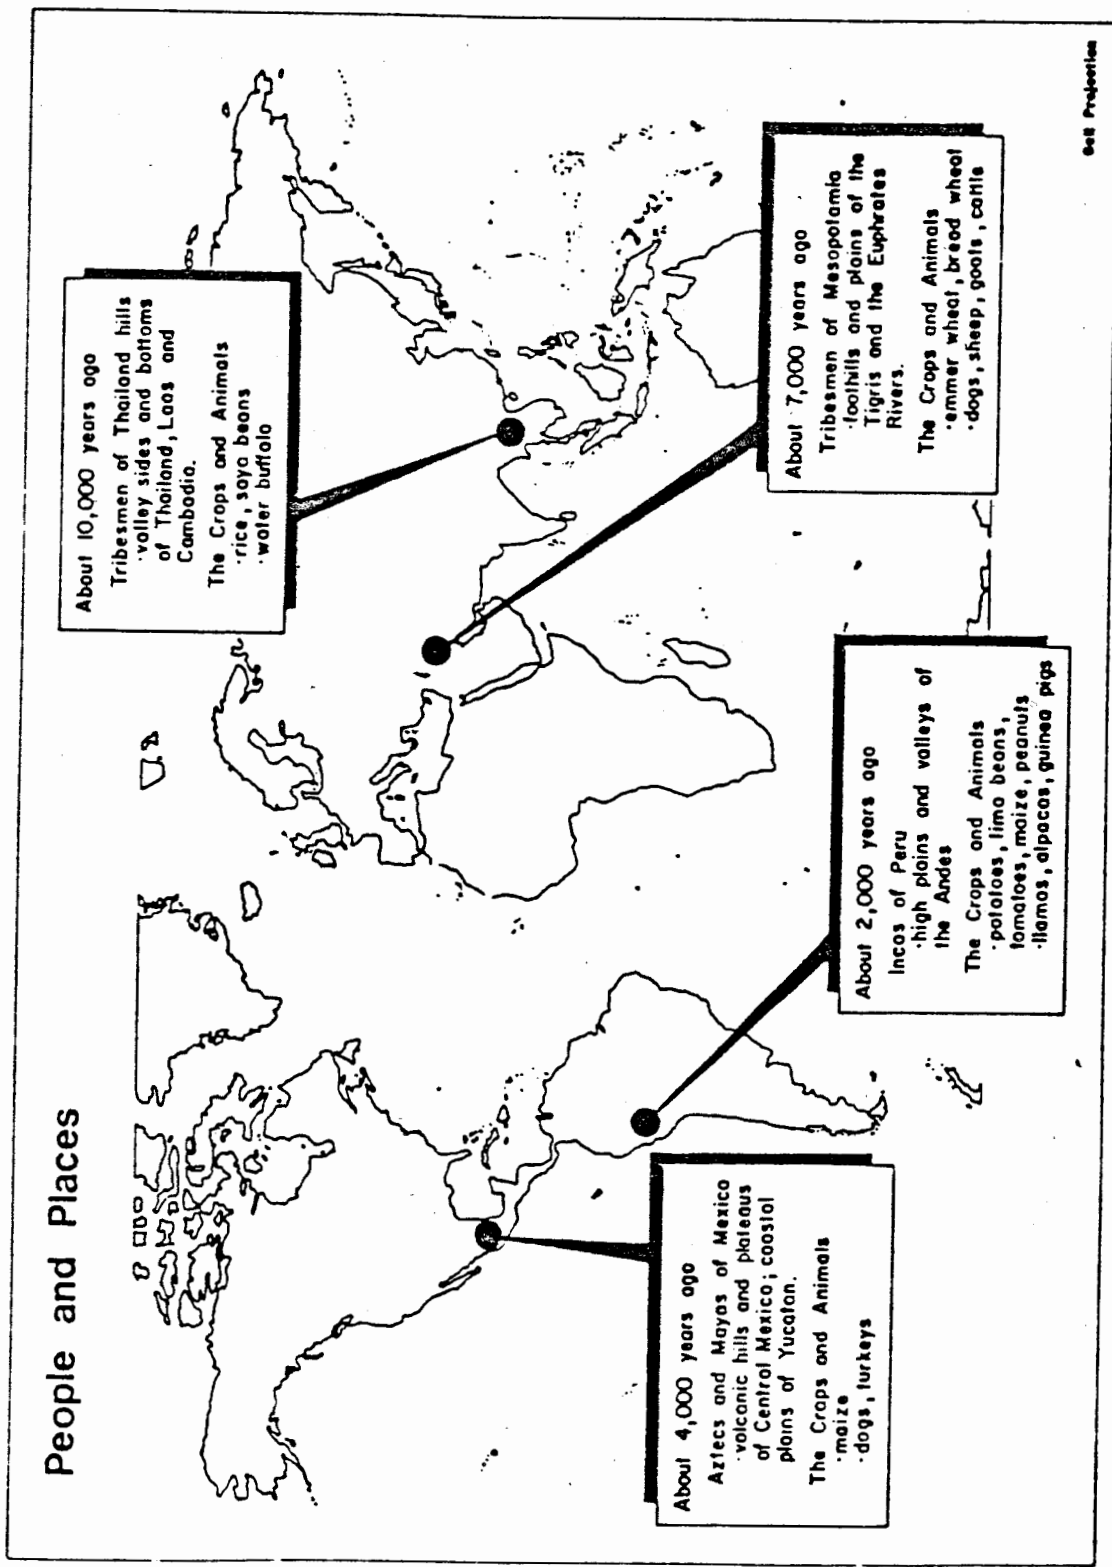 People and Places
About 10,000 years ago
Tribesmen of Thailand hills
·valley sides and bottoms
of Thailand, Laos and
Cambodia.
The Crops and Animals
·rice, soya beans
·water buffalo
About 7,000 years ago
Tribesmen of Mesopotamia
·foothills and plains of the
Tigris and the Euphrates
Rivers.
The Crops and Animals
·emmer wheat, bread wheat
·dogs, sheep, goats, cattle
About 4,000 years ago
Aztecs and Mayas of Mexico
·volcanic hills and plateaus
of Central Mexico; coastal
plains of Yucatan.
The Crops and Animals
·maize
·dogs, turkeys
About 2,000 years ago
Incas of Peru
·high plains and valleys of
the Andes
The Crops and Animals
·potatoes, lima beans,
tomatoes, maize, peanuts
·llamas, alpacas, guinea pigs
Gall Projection